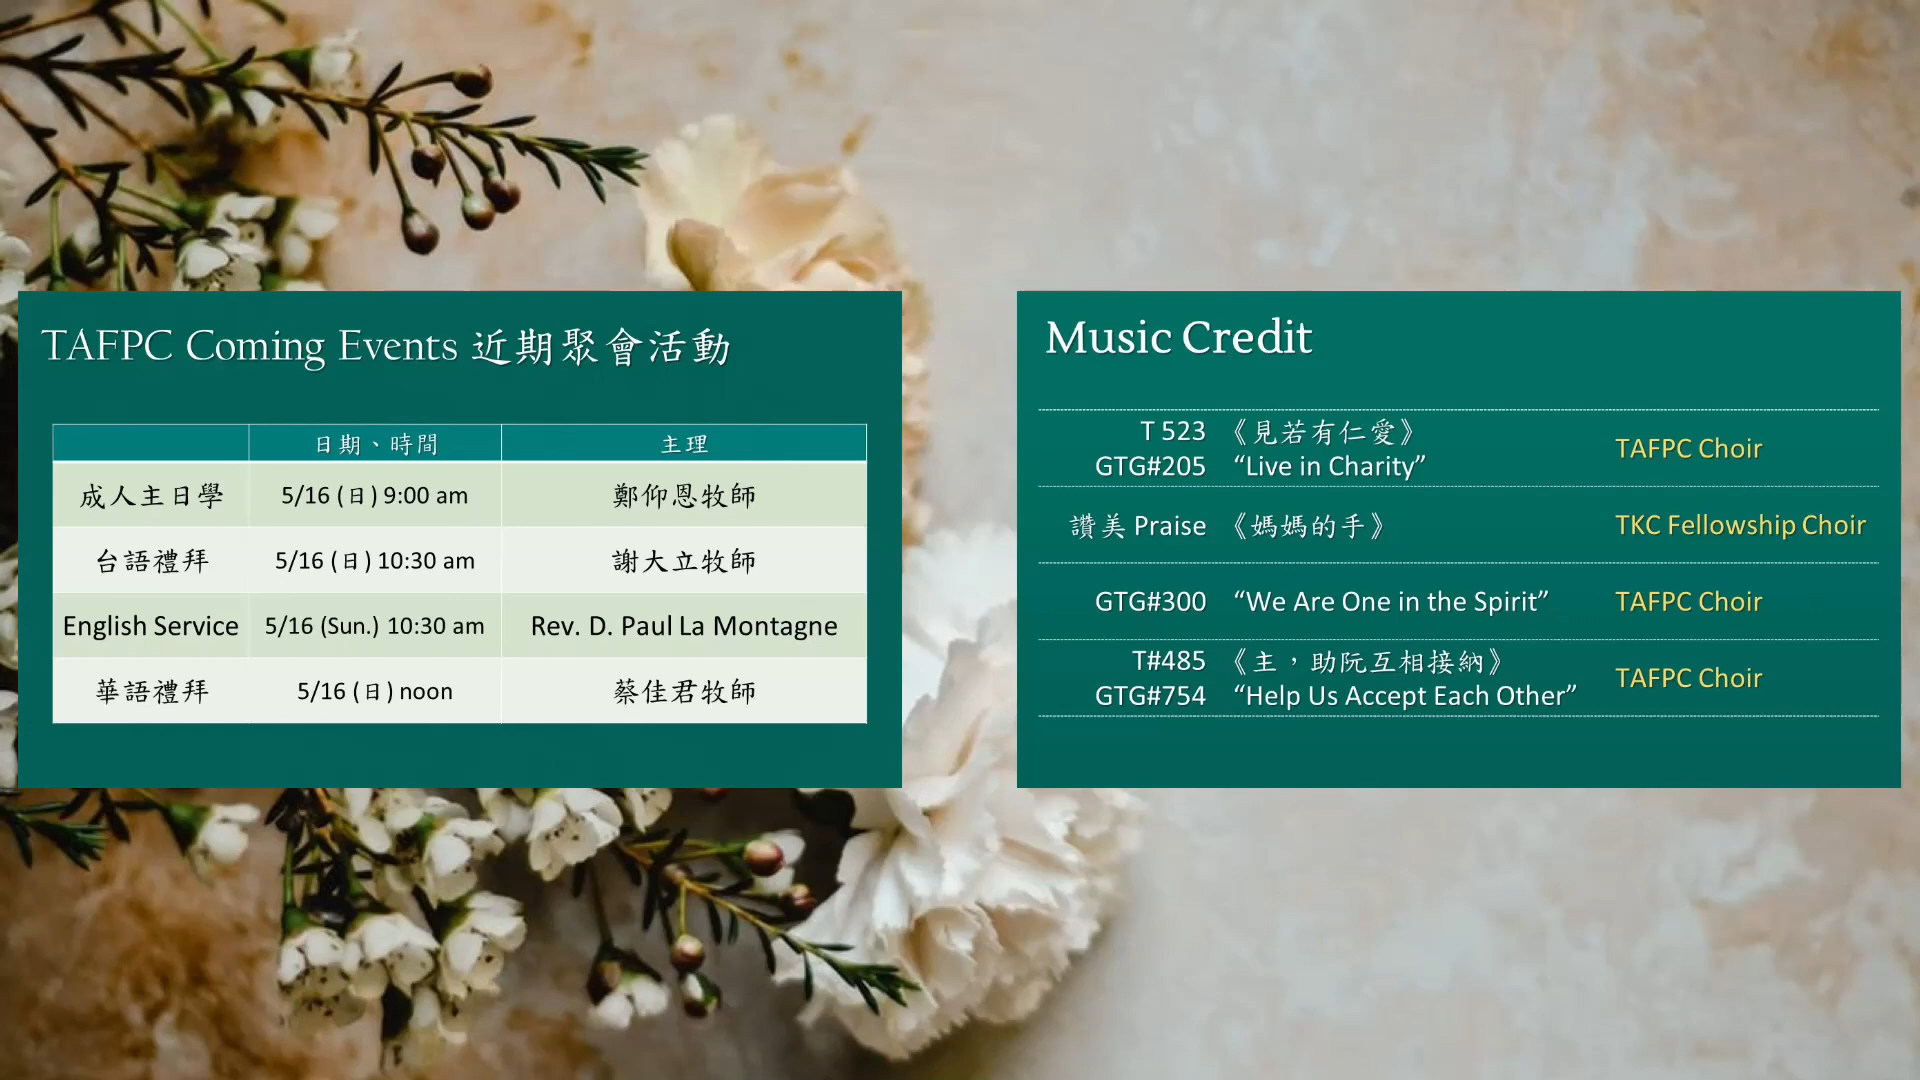 TAFPC Coming Events 近期聚會活動
日期、時間 主理
成人主日學 5/16 (日) 9:00 am 鄭仰恩牧師
台語禮拜 5/16 (日) 10:30 am 謝大立牧師
English Service 5/16 (Sun.) 10:30 am Rev. D. Paul La Montagne
華語禮拜 5/16 (日) noon 蔡佳君牧師
Music Credit
T 523 《見若有仁愛》
GTG#205 “Live in Charity”
TAFPC Choir
讚美 Praise 《媽媽的手》 TKC Fellowship Choir
GTG#300 “We Are One in the Spirit” TAFPC Choir
T#485 《主，助阮互相接納》
GTG#754 “Help Us Accept Each Other”
TAFPC Choir